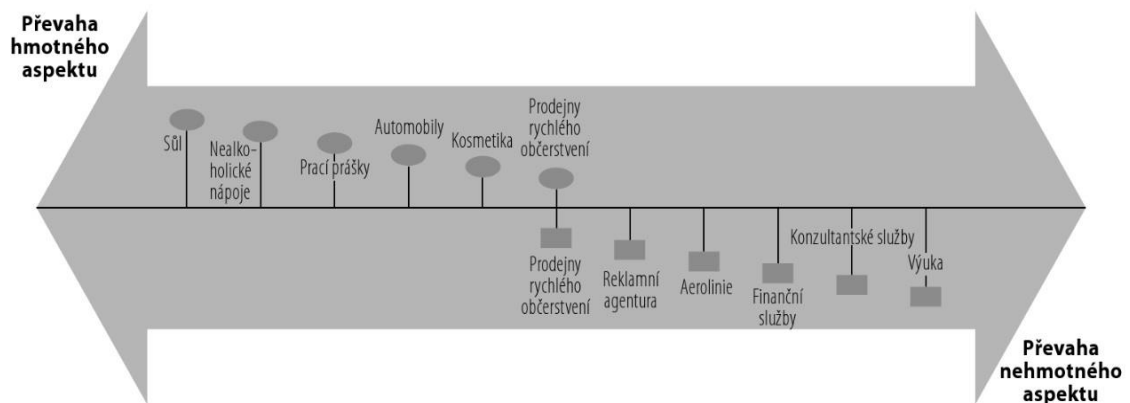 Převaha
hmotného
aspektu
Sůl
Nealko-
holické
nápoje
Prací prášky
Automobily
Kosmetika
Prodejny
rychlého
občerstvení
Prodejny
rychlého
občerstvení
Reklamní
agentura
Aerolinie
Finanční
služby
Konzultantské služby
Výuka
Převaha
nehmotného
aspektu